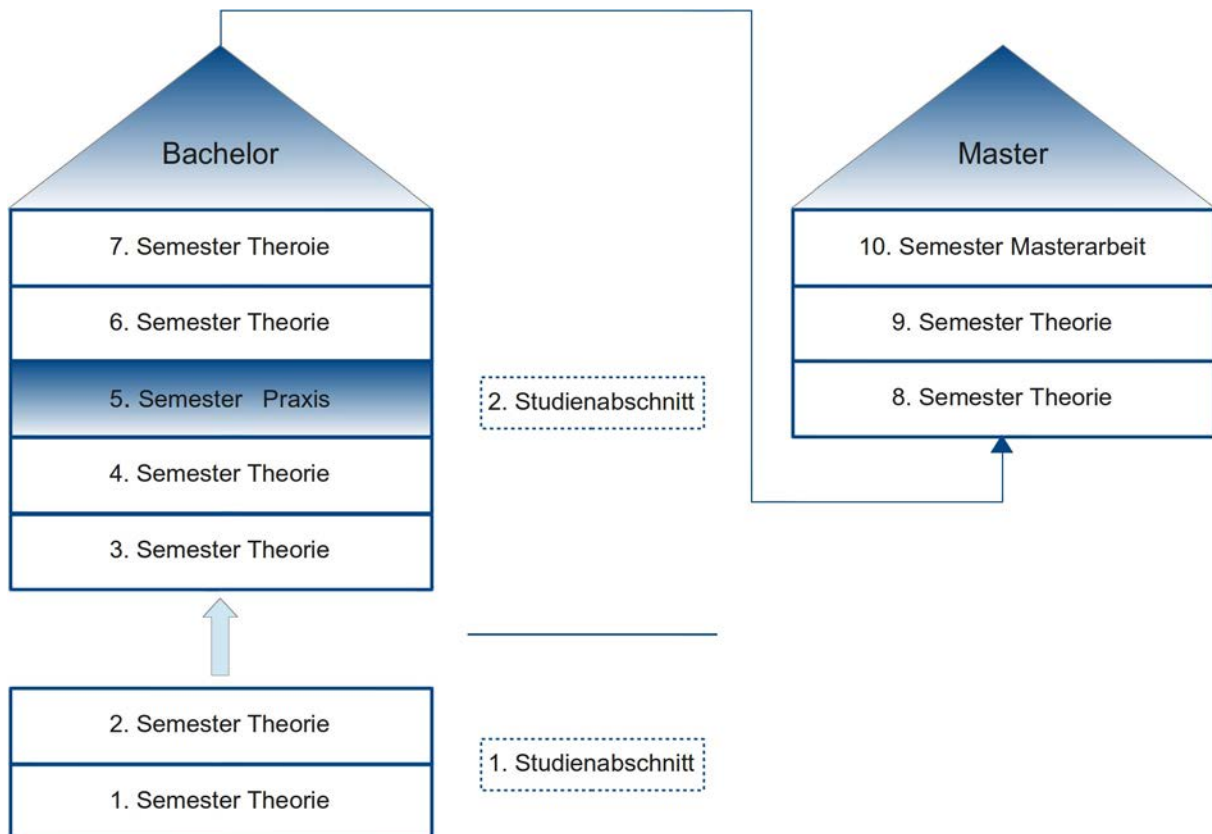 Bachelor
7. Semester Theroie
6. Semester Theorie
5. Semester Praxis
4. Semester Theorie
3. Semester Theorie
2. Semester Theorie
1. Semester Theorie
2. Studienabschnitt
1. Studienabschnitt
Master
10. Semester Masterarbeit
9. Semester Theorie
8. Semester Theorie